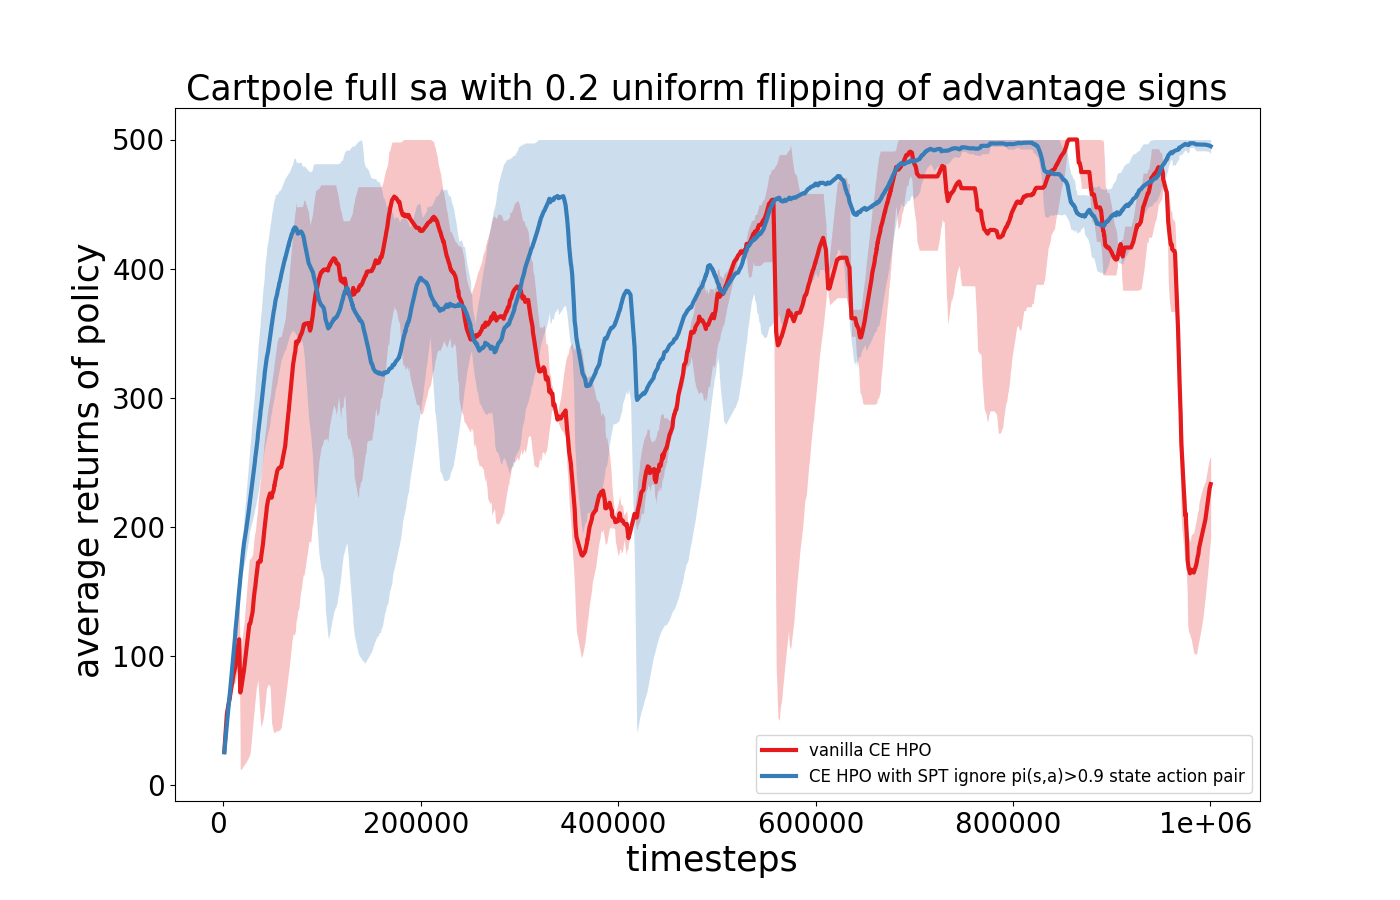 Cartpole full sa with 0.2 uniform flipping of advantage signs
average returns of policy
500
400
300
200
100
0
vanilla CE HPO
CE HPO with SPT ignore pi(s,a)>0.9 state action pair
0 200000 400000 600000 800000 1e+06
timesteps